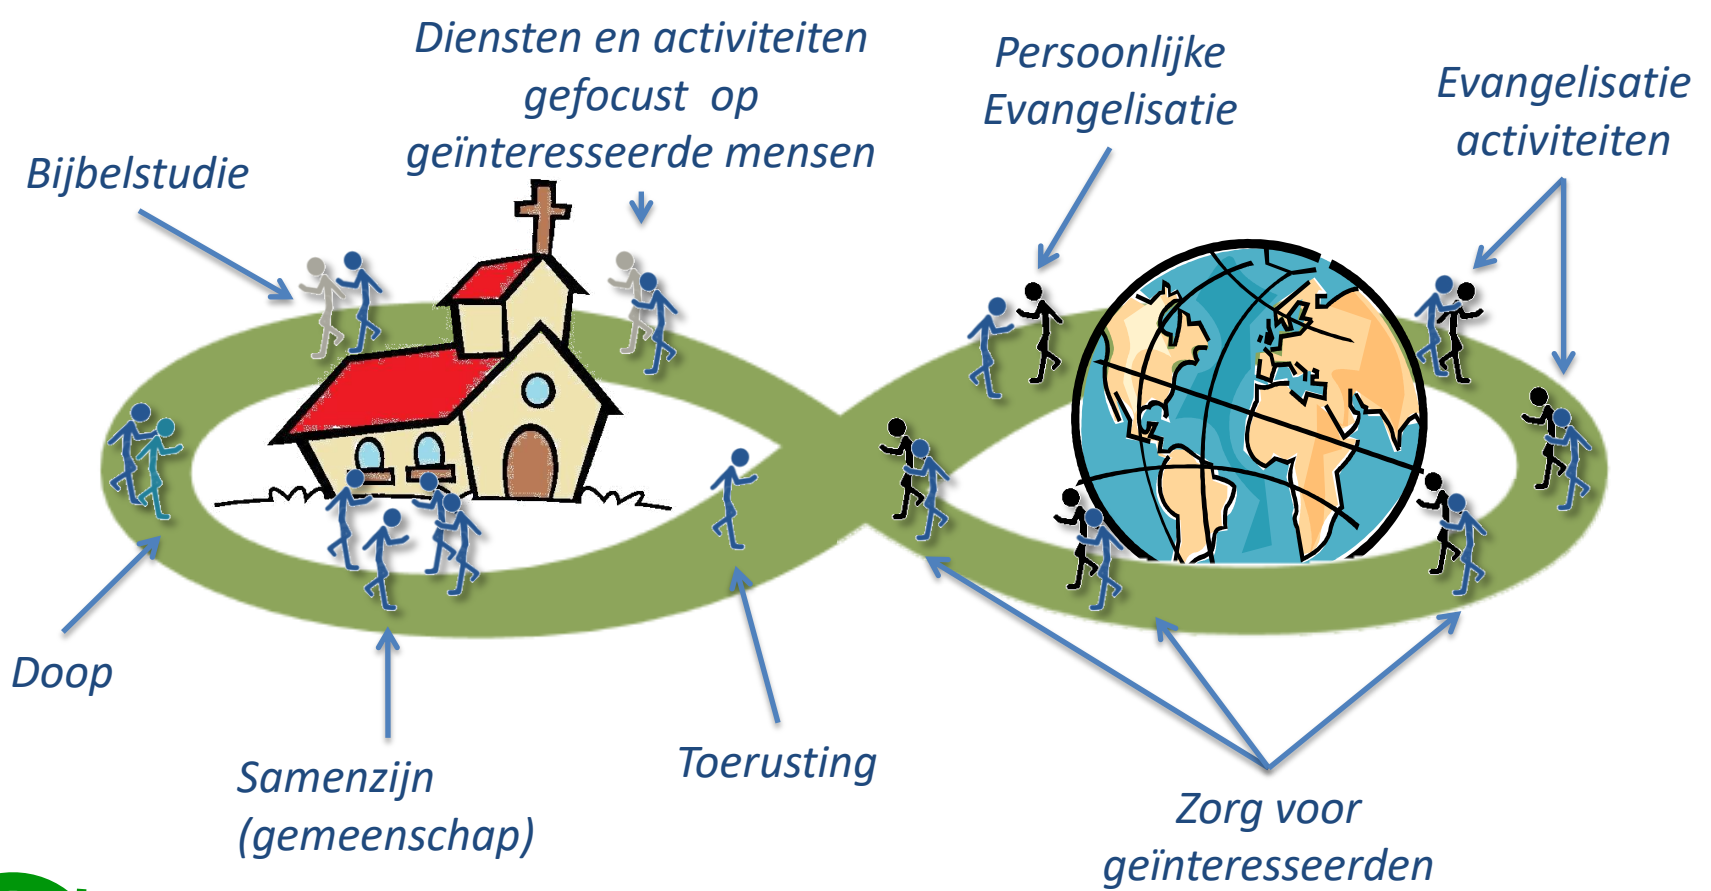 Diensten en activiteiten
gefocust op
geïnteresseerde mensen
Persoonlijke
Evangelisatie
Evangelisatie
activiteiten
Bijbelstudie
Doop
Samenzijn
(gemeenschap)
Toerusting
Zorg voor
geïnteresseerden